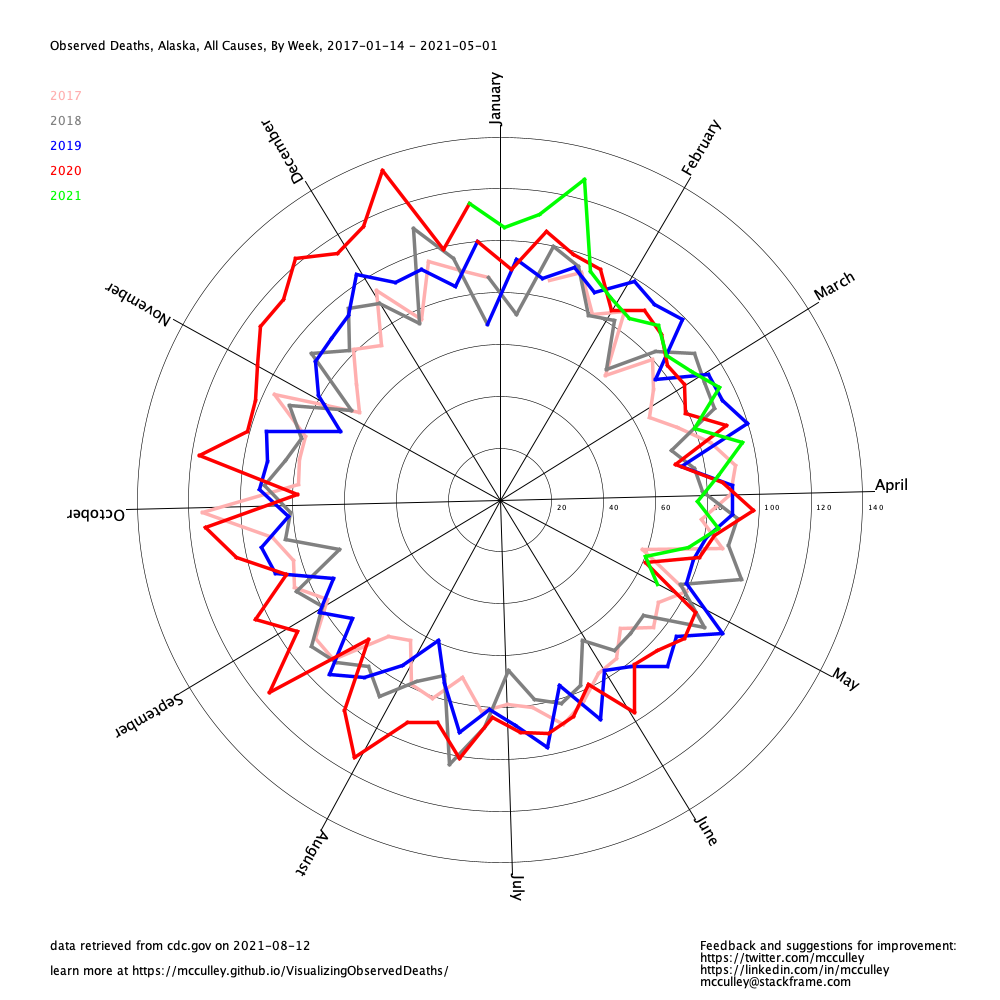 Observed Deaths, Alaska, All Causes, By Week, 2017-01-14 - 2021-05-01
2017
2018
2019
2020
2021
January
February
March
April
May
June
July
August
September
October
November
December
20
40
60
80
100
120
140
data retrieved from cdc.gov on 2021-08-12
learn more at https://mcculley.github.io/VisualizingObservedDeaths/
Feedback and suggestions for improvement:
https://twitter.com/mcculley
https://linkedin.com/in/mcculley
mcculley@stackframe.com